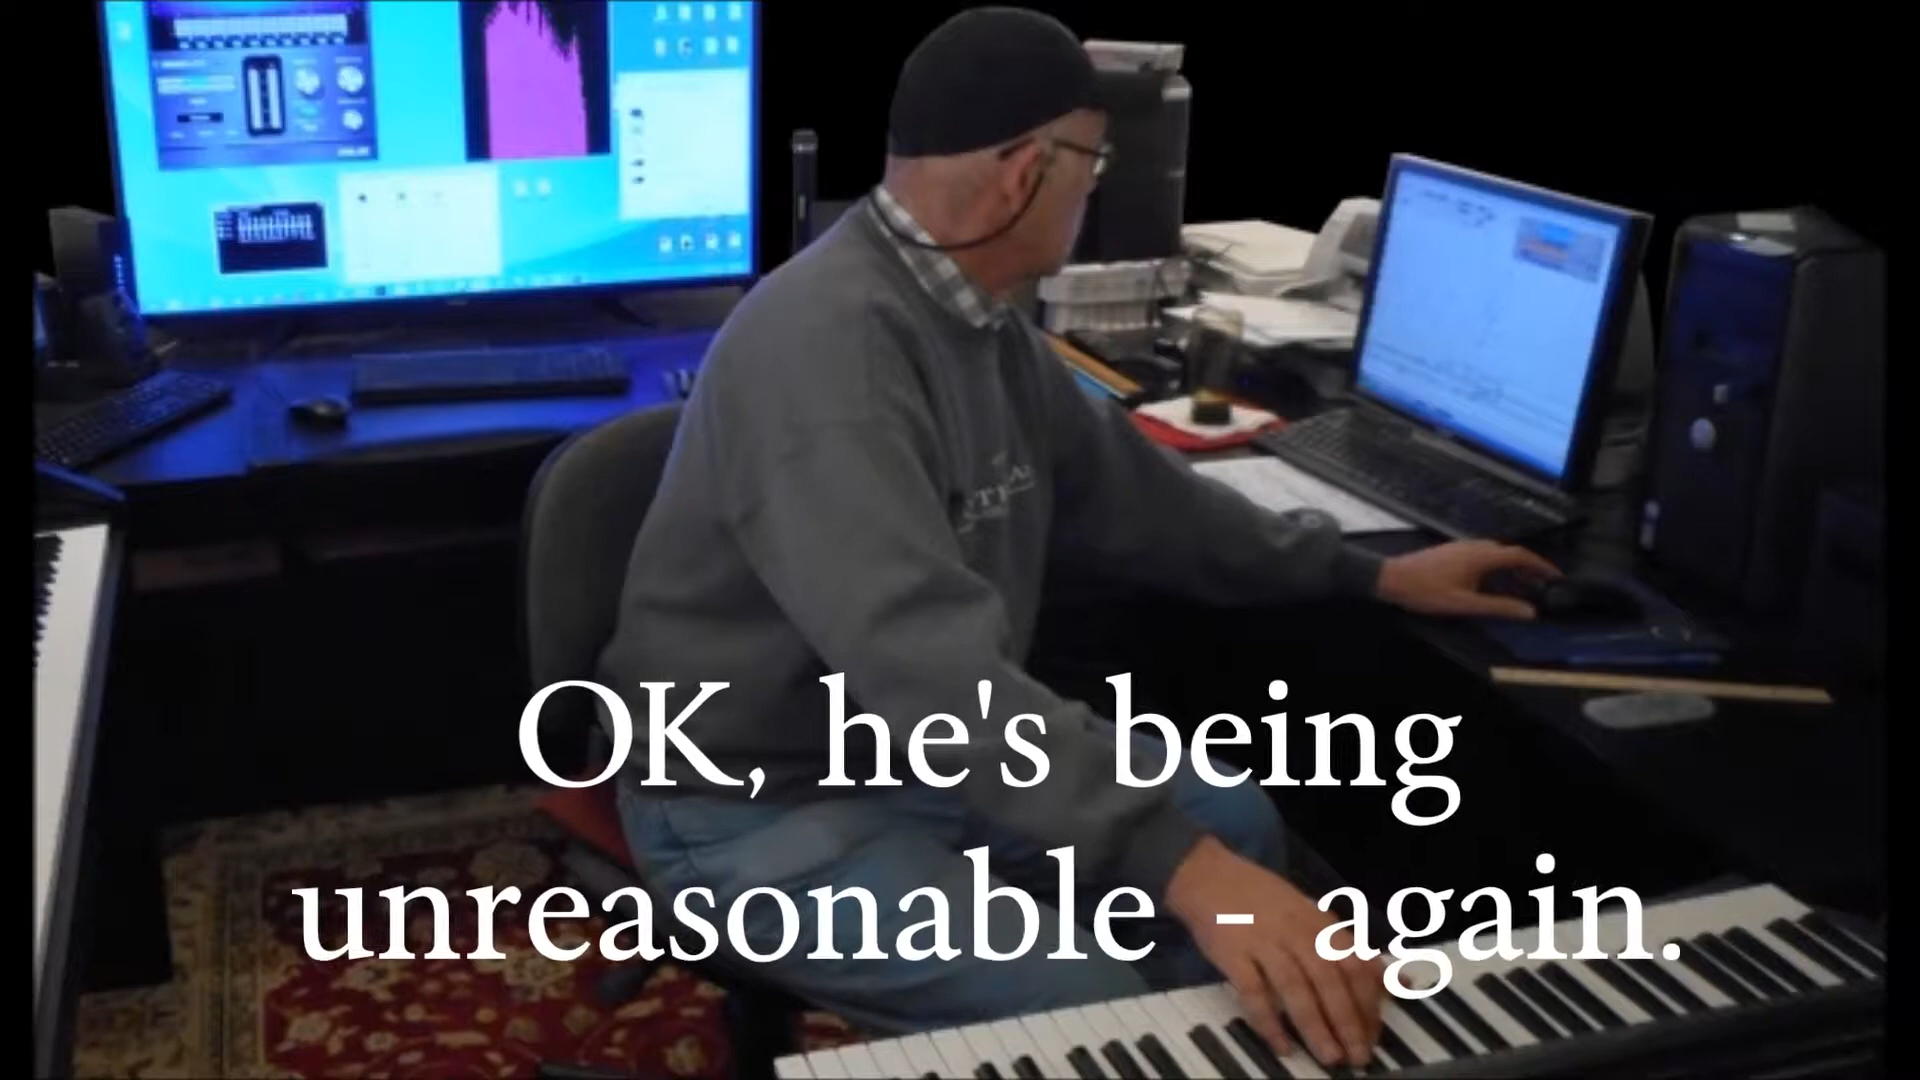 OK, he's being
unreasonable - again.